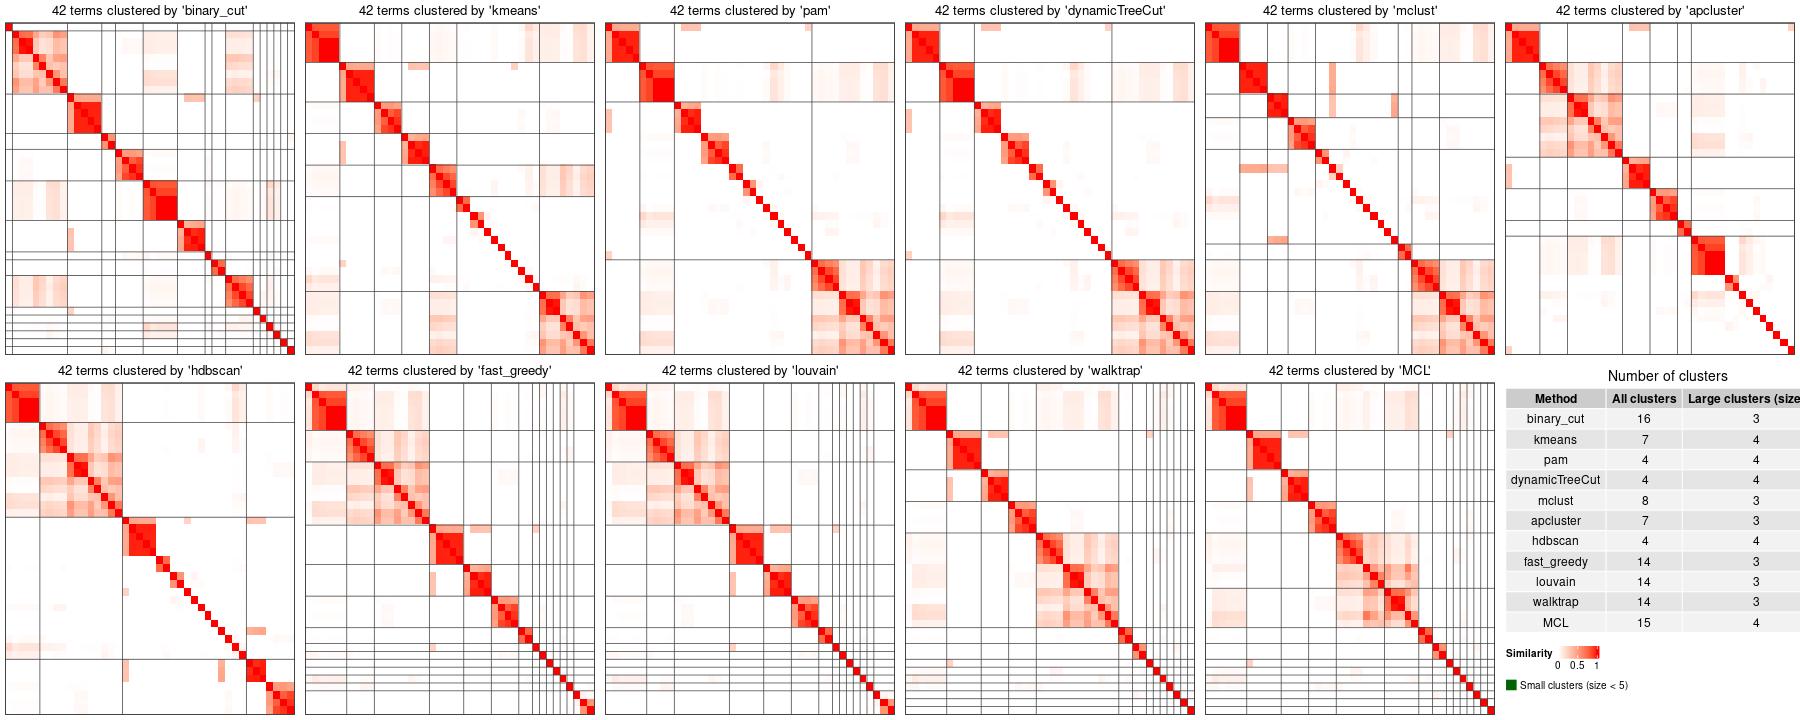 42 terms clustered by 'binary_cut'
42 terms clustered by 'kmeans'
42 terms clustered by 'pam'
42 terms clustered by 'dynamicTreeCut'
42 terms clustered by 'mclust'
42 terms clustered by 'apcluster'
42 terms clustered by 'hdbscan'
42 terms clustered by 'fast_greedy'
42 terms clustered by 'louvain'
42 terms clustered by 'walktrap'
42 terms clustered by 'MCL'
Number of clusters
Method All clusters Large clusters (size
binary_cut 16 3
kmeans 7 4
pam 4 4
dynamicTreeCut 4 4
mclust 8 3
apcluster 7 3
hdbscan 4 4
fast_greedy 14 3
louvain 14 3
walktrap 14 3
MCL 15 4
Similarity
0 0.5 1
Small clusters (size < 5)